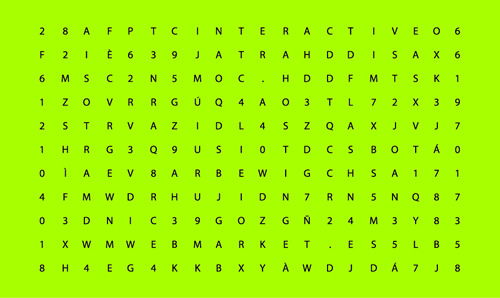 2 8 A F P T C I N T E R A C T I V E O 6
F 2 I È 6 3 9 J A T R A H D D I S A X 6
6 M S C 2 N 5 M O C . H D D F M T S K 1
1 Z O V R R G Ú Q 4 A O 3 T L 7 2 X 3 9
2 S T R V A Z I D L 4 S Z Q A X J V J 7
1 H R G 3 Q 9 U S I 0 T D C S B O T Á 0
0 Ì A E V 8 A R B E W I G C H S A 1 7 1
4 F M W D R H U J I D N 7 R N 5 N Q 8 7
0 3 D N I C 3 9 G O Z G Ñ 2 4 M 3 Y 8 3
1 X W M W E B M A R K E T . E S 5 L B 5
8 H 4 E G 4 K K B X Y À W D J D Á 7 J 8